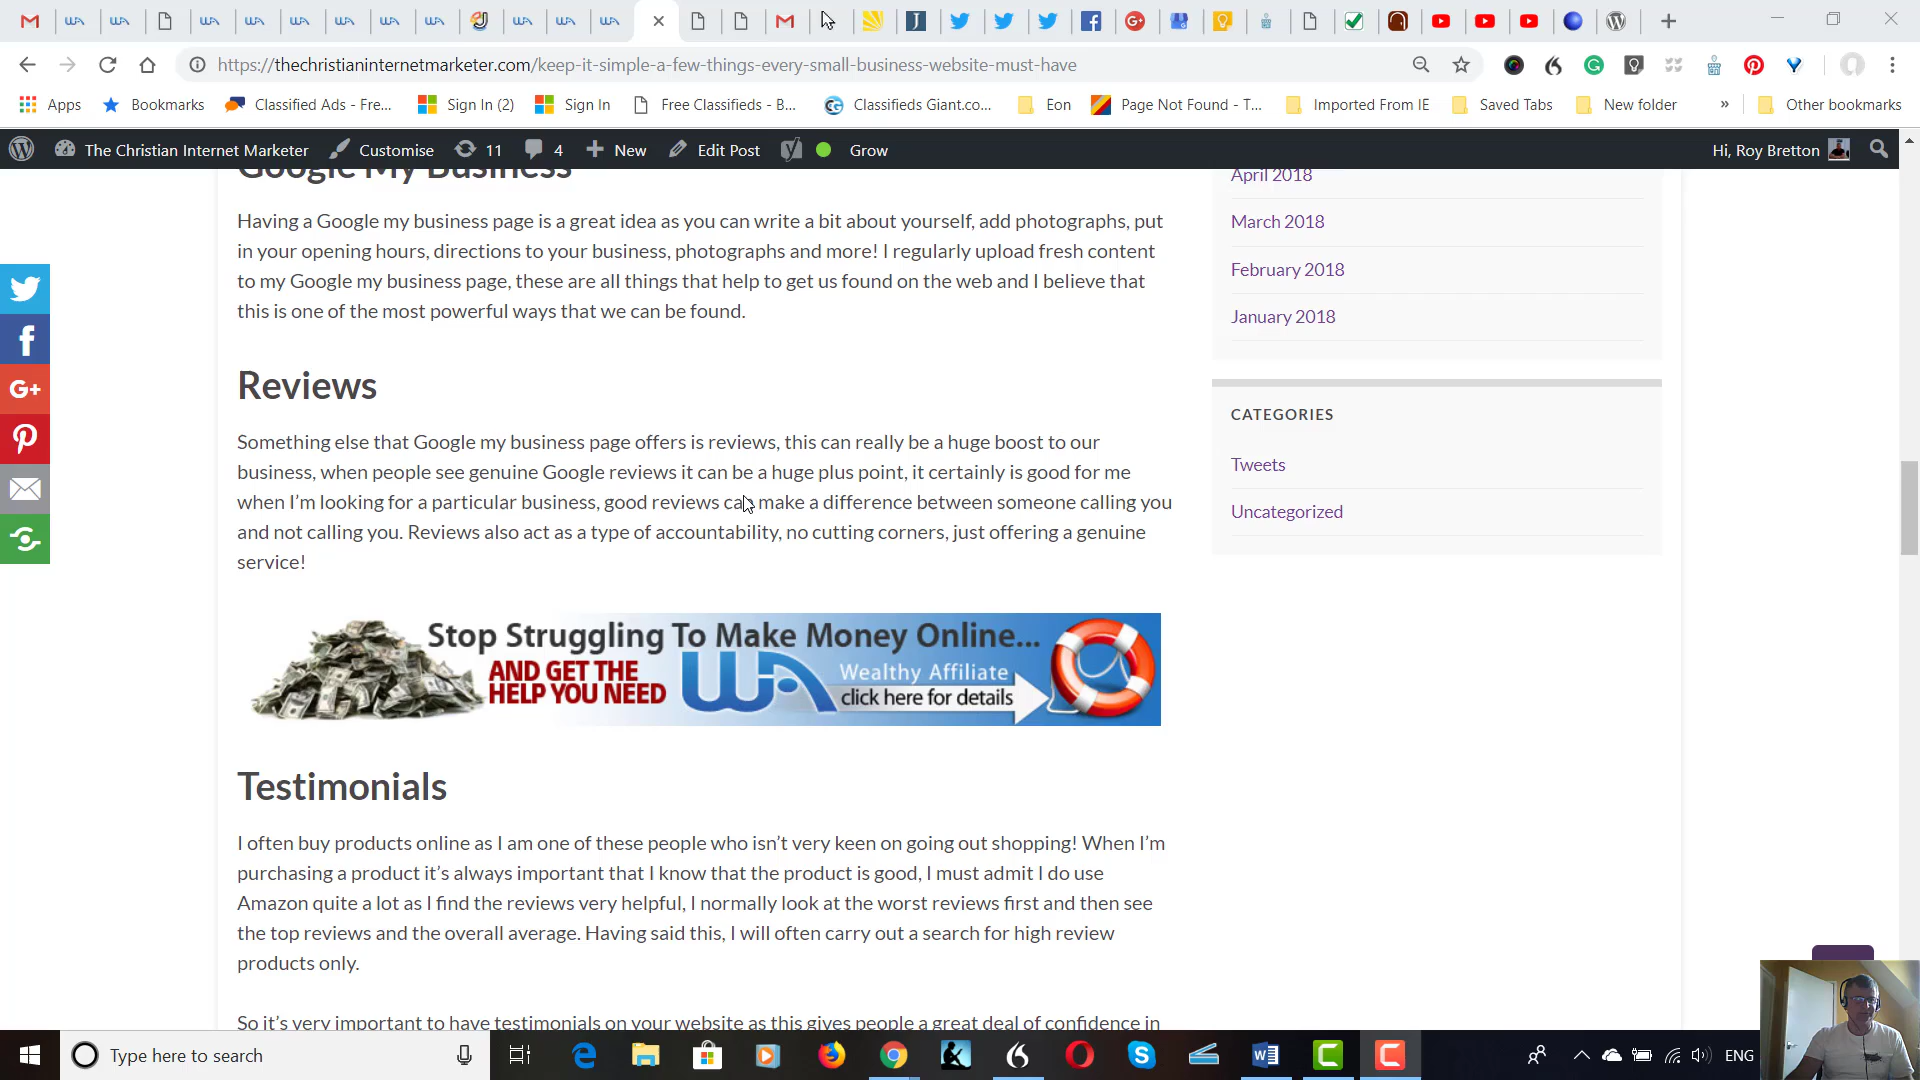 https://thechristianinternetmarketer.com/keep-it-simple-a-few-things-every-small-business-website-must-have
Apps
Bookmarks
Classified Ads - Fre...
Sign In (2)
Sign In
Free Classifieds - B...
Classifieds Giant.co...
Eon
Page Not Found - T...
Imported From IE
Saved Tabs
New folder
»
Other bookmarks
The Christian Internet Marketer
Customise
11
4
New
Edit Post
Grow
Hi, Roy Bretton
Google My Business
Having a Google my business page is a great idea as you can write a bit about yourself, add photographs, put
in your opening hours, directions to your business, photographs and more! I regularly upload fresh content
to my Google my business page, these are all things that help to get us found on the web and I believe that
this is one of the most powerful ways that we can be found.
Reviews
Something else that Google my business page offers is reviews, this can really be a huge boost to our
business, when people see genuine Google reviews it can be a huge plus point, it certainly is good for me
when I'm looking for a particular business, good reviews can make a difference between someone calling you
and not calling you. Reviews also act as a type of accountability, no cutting corners, just offering a genuine
service!
Stop Struggling To Make Money Online...
AND GET THE
HELP YOU NEED
WA
Wealthy Affiliate
click here for details
Testimonials
I often buy products online as I am one of these people who isn't very keen on going out shopping! When I'm
purchasing a product it's always important that I know that the product is good, I must admit I do use
Amazon quite a lot as I find the reviews very helpful, I normally look at the worst reviews first and then see
the top reviews and the overall average. Having said this, I will often carry out a search for high review
products only.
So it's very important to have testimonials on your website as this gives people a great deal of confidence in
April 2018
March 2018
February 2018
January 2018
CATEGORIES
Tweets
Uncategorized
Type here to search
ENG